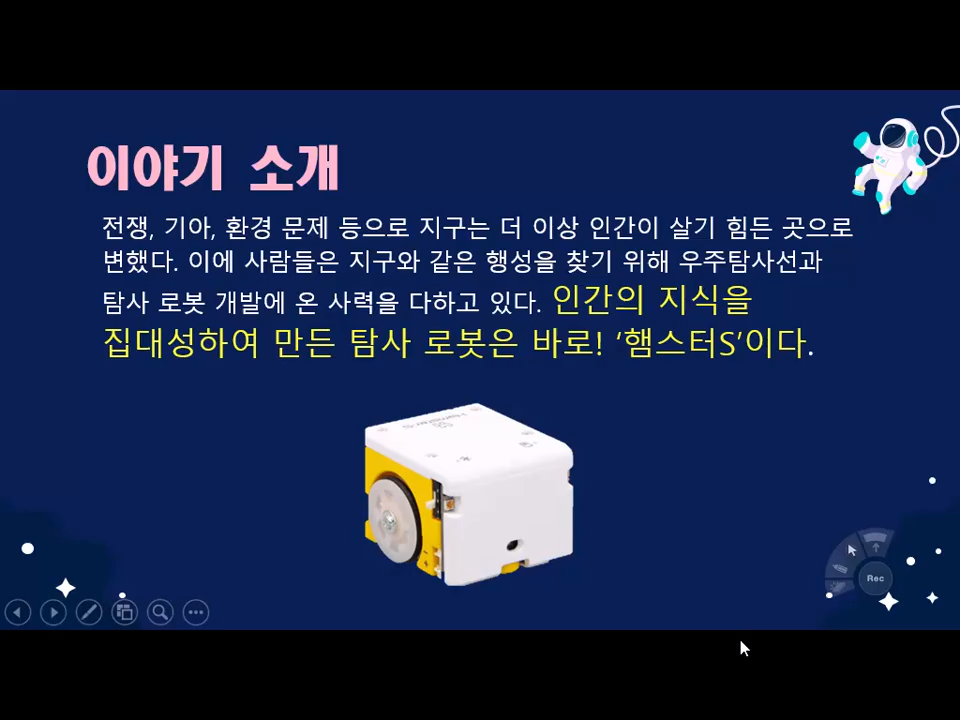 이야기 소개
전쟁, 기아, 환경 문제 등으로 지구는 더 이상 인간이 살기 힘든 곳으로
변했다. 이에 사람들은 지구와 같은 행성을 찾기 위해 우주탐사선과
탐사 로봇 개발에 온 사력을 다하고 있다. 인간의 지식을
집대성하여 만든 탐사 로봇은 바로! ‘햄스터S’이다.
Rec